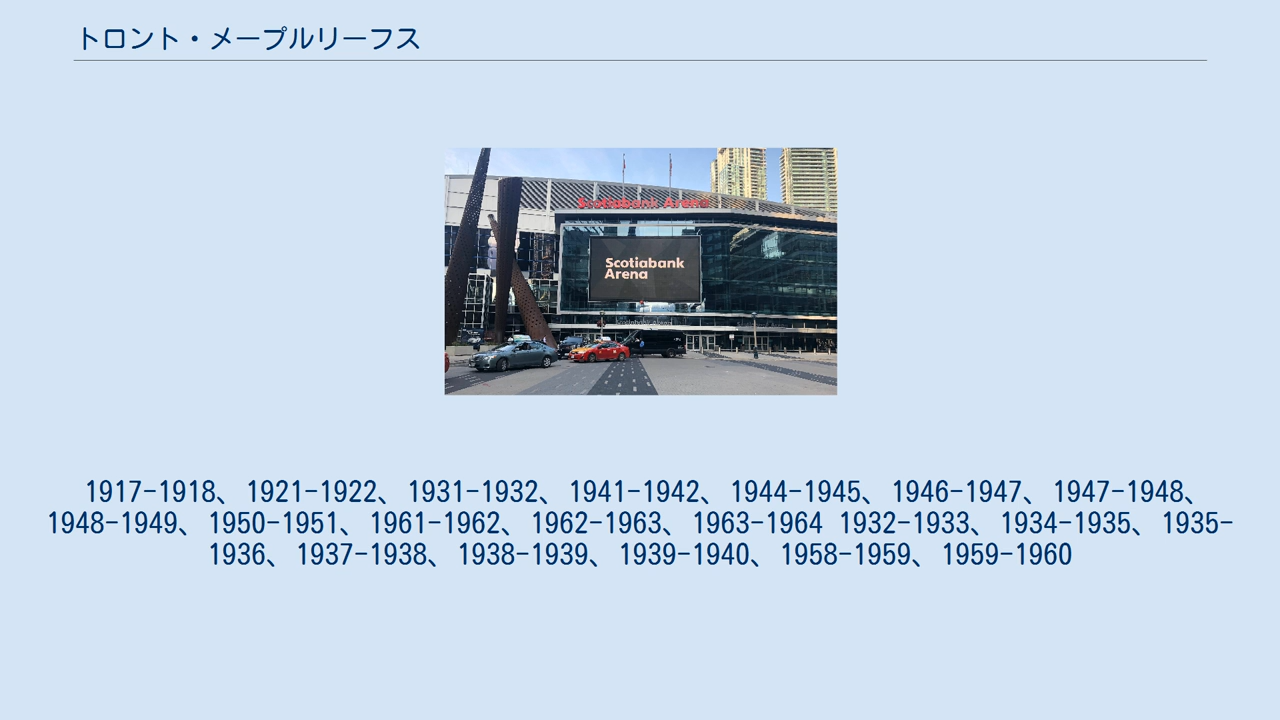 トロント・メープルリーフス
Scotiabank Arena
Scotiabank
Arena
1917-1918、1921-1922、1931-1932、1941-1942、1944-1945、1946-1947、1947-1948、
1948-1949、1950-1951、1961-1962、1962-1963、1963-1964 1932-1933、1934-1935、1935-
1936、1937-1938、1938-1939、1939-1940、1958-1959、1959-1960